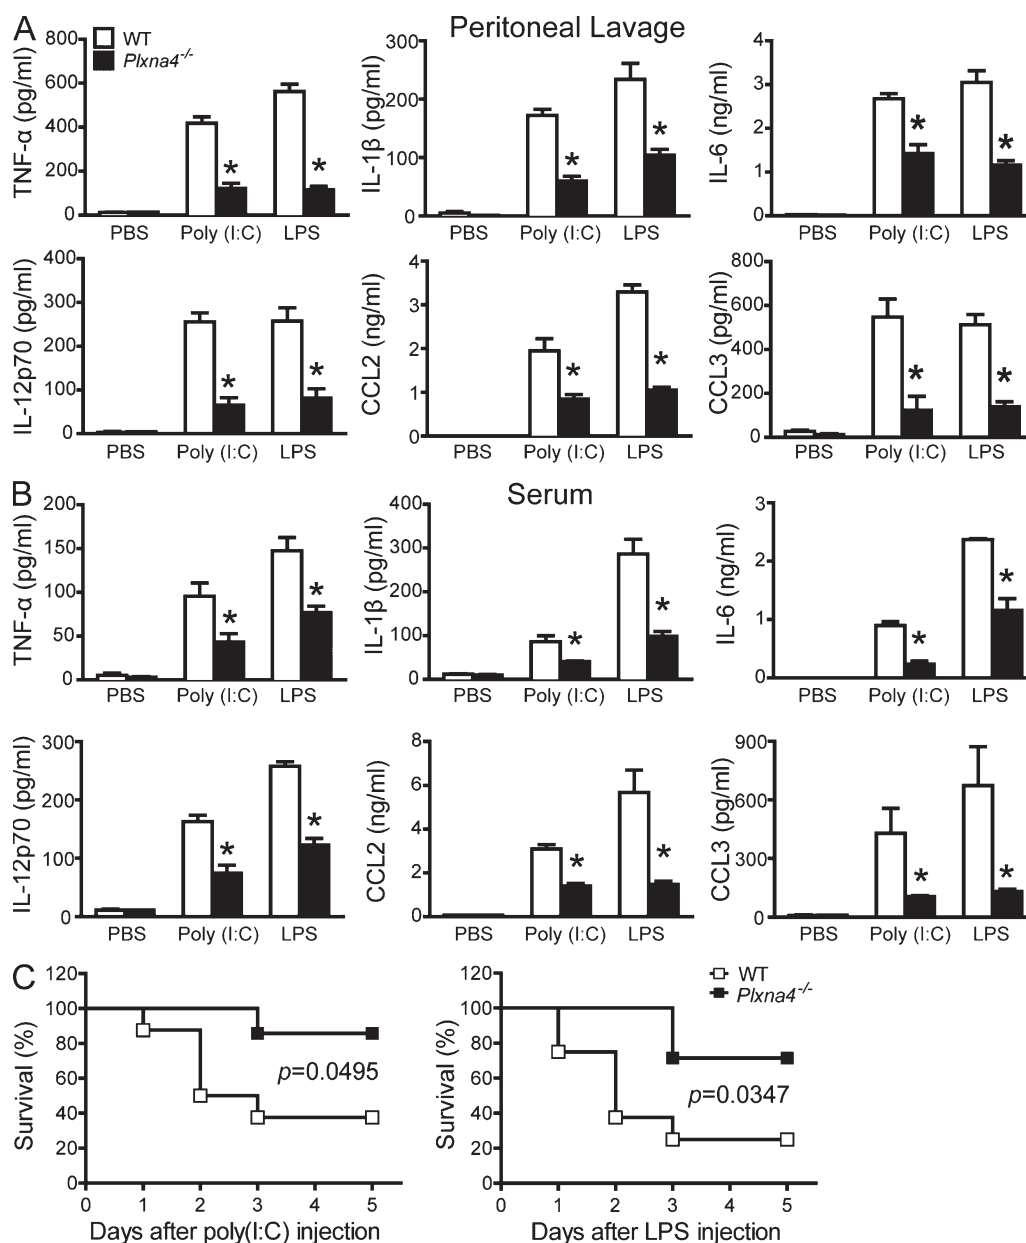 A
Peritoneal Lavage
WT
Plxna4-/-
TNF-α (pg/ml)
800
600
400
200
0
PBS
Poly (I:C)
LPS
IL-1β (pg/ml)
300
200
100
0
PBS
Poly (I:C)
LPS
IL-6 (ng/ml)
4
3
2
1
0
PBS
Poly (I:C)
LPS
* * * * * *
IL-12p70 (pg/ml)
400
300
200
100
0
PBS
Poly (I:C)
LPS
CCL2 (ng/ml)
4
3
2
1
0
PBS
Poly (I:C)
LPS
CCL3 (pg/ml)
800
600
400
200
0
PBS
Poly (I:C)
LPS
* * * * * *
B
Serum
TNF-α (pg/ml)
200
150
100
50
0
PBS
Poly (I:C)
LPS
IL-1β (pg/ml)
400
300
200
100
0
PBS
Poly (I:C)
LPS
IL-6 (ng/ml)
3
2
1
0
PBS
Poly (I:C)
LPS
* * * * * *
IL-12p70 (pg/ml)
300
200
100
0
PBS
Poly (I:C)
LPS
CCL2 (ng/ml)
8
6
4
2
0
PBS
Poly (I:C)
LPS
CCL3 (pg/ml)
900
600
300
0
PBS
Poly (I:C)
LPS
* * * * * *
C
Survival (%)
120
100
80
60
40
20
0
p=0.0495
0 1 2 3 4 5
Days after poly(I:C) injection
WT
Plxna4-/-
Survival (%)
120
100
80
60
40
20
0
p=0.0347
0 1 2 3 4 5
Days after LPS injection